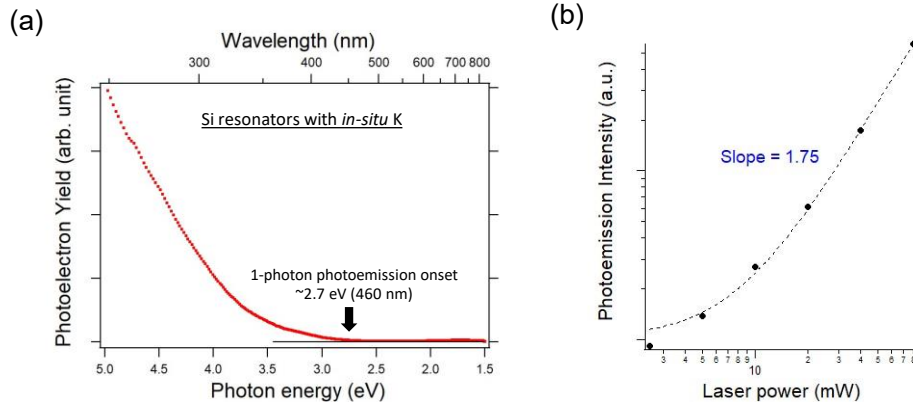 (a)
Wavelength (nm)
300 400 500 600 700 800
Photoelectron Yield (arb. unit)
Si resonators with in-situ K
1-photon photoemission onset
~2.7 eV (460 nm)
5.0 4.5 4.0 3.5 3.0 2.5 2.0 1.5
Photon energy (eV)
(b)
Photoemission Intensity (a.u.)
Slope = 1.75
3 4 5 6 7 8 10 2 3 4 5 6 7 8
Laser power (mW)